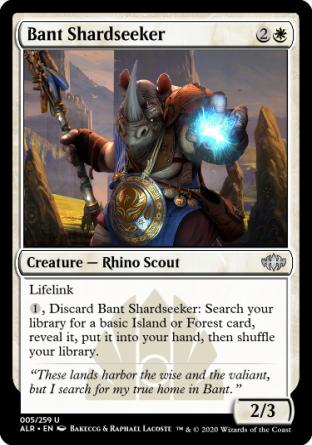 Bant Shardseeker 2
Creature — Rhino Scout
Lifelink
1, Discard Bant Shardseeker: Search your
library for a basic Island or Forest card,
reveal it, put it into your hand, then shuffle
your library.
“These lands harbor the wise and the valiant,
but I search for my true home in Bant.”
2/3
005/259 U
ALR • EN Bakeccg & Raphael Lacoste ™ & © 2020 Wizards of the Coast